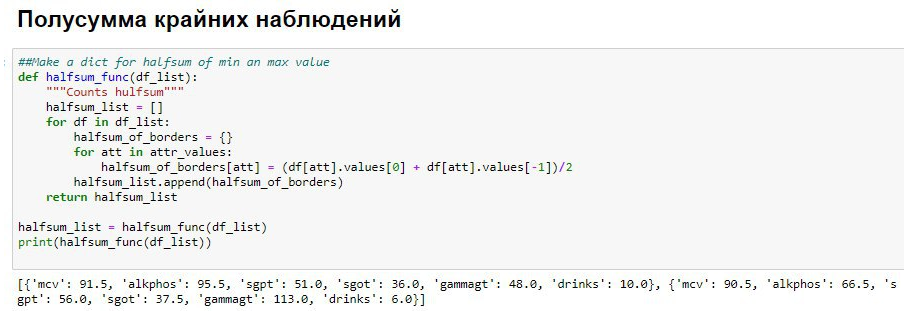 Полусумма крайних наблюдений
##Make a dict for halfsum of min an max value
def halfsum_func(df_list):
    """Counts hulfsum"""
    halfsum_list = []
    for df in df_list:
        halfsum_of_borders = {}
        for att in attr_values:
            halfsum_of_borders[att] = (df[att].values[0] + df[att].values[-1])/2
        halfsum_list.append(halfsum_of_borders)
    return halfsum_list

halfsum_list = halfsum_func(df_list)
print(halfsum_func(df_list))

[{'mcv': 91.5, 'alkphos': 95.5, 'sgpt': 51.0, 'sgot': 36.0, 'gammagt': 48.0, 'drinks': 10.0}, {'mcv': 90.5, 'alkphos': 66.5, 's
gpt': 56.0, 'sgot': 37.5, 'gammagt': 113.0, 'drinks': 6.0}]